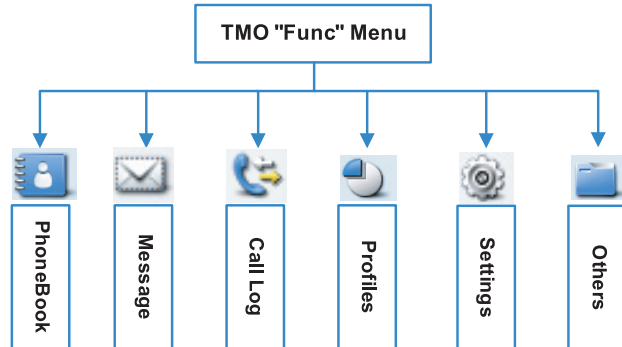 TMO "Func" Menu
PhoneBook
Message
Call Log
Profiles
Settings
Others